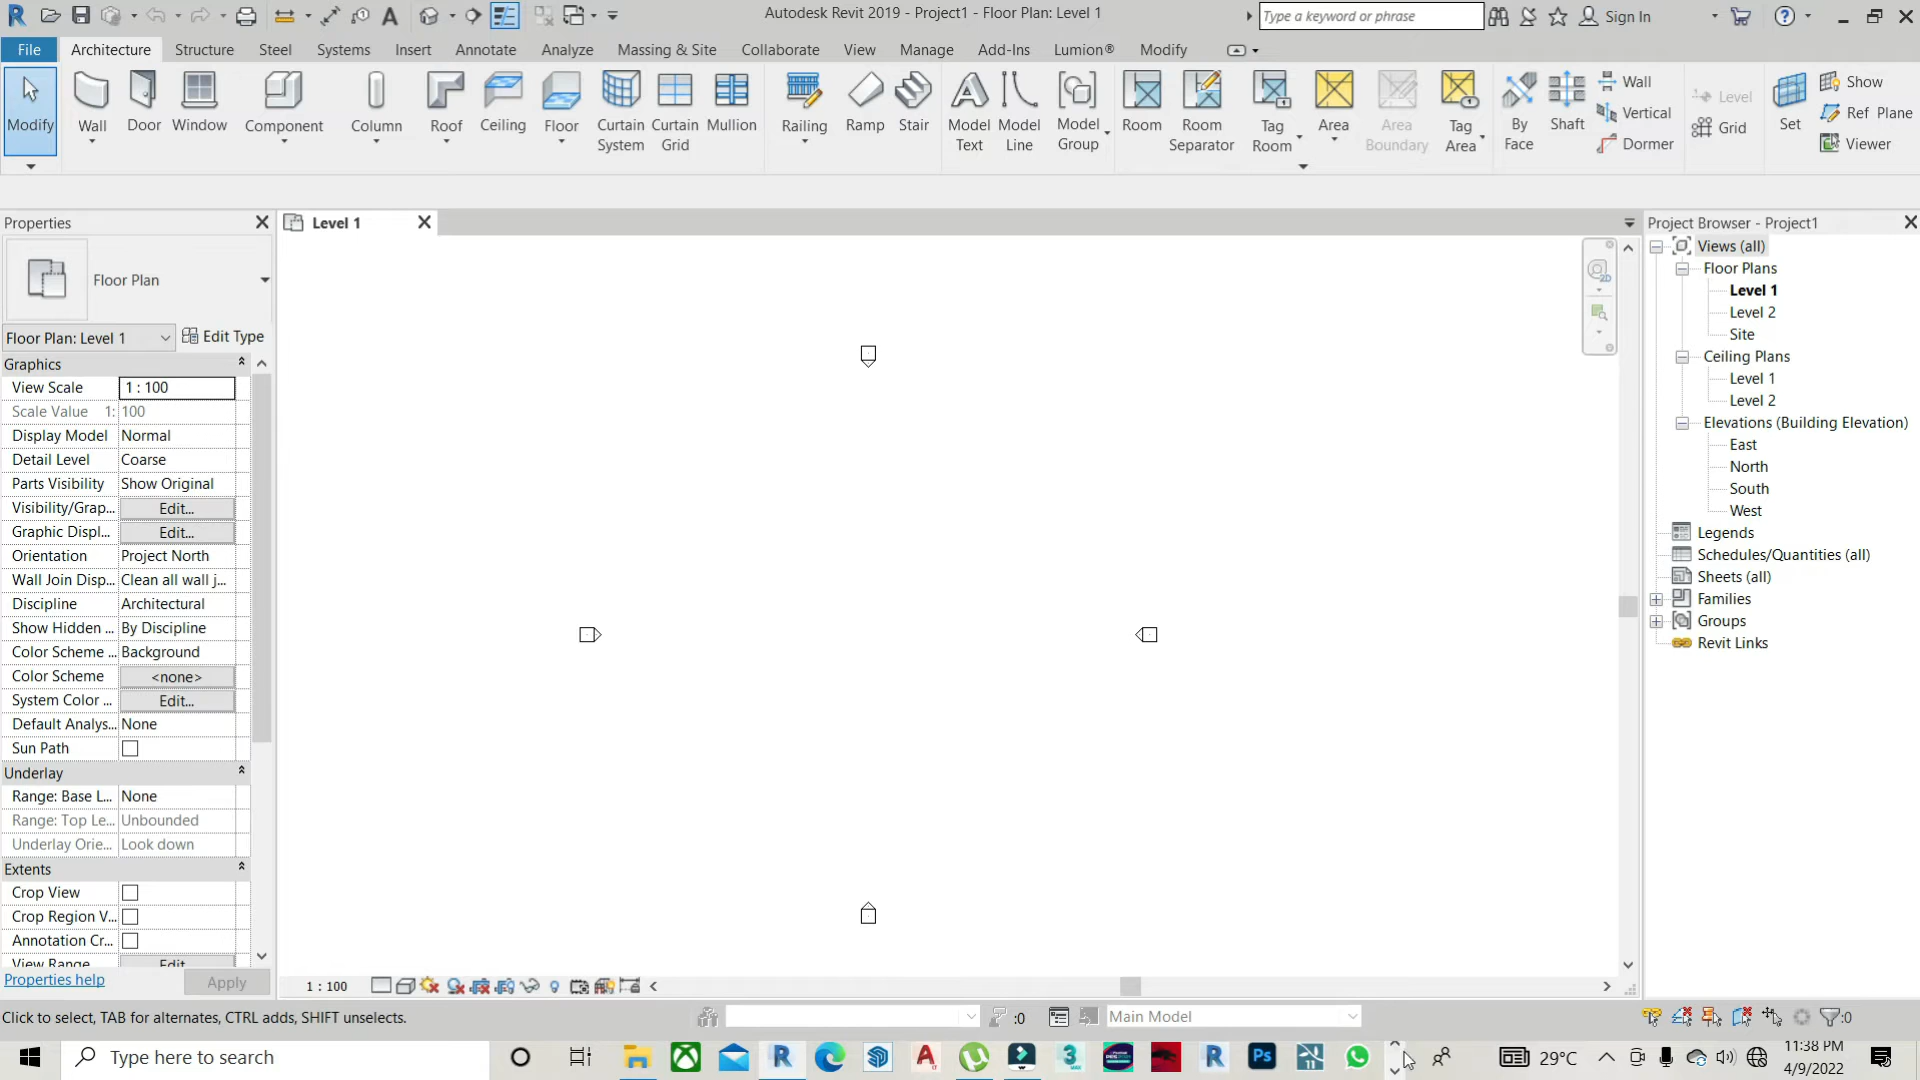 Autodesk Revit 2019 - Project1 - Floor Plan: Level 1
Type a keyword or phrase
Sign In
File Architecture Structure Steel Systems Insert Annotate Analyze Massing & Site Collaborate View Manage Add-Ins Lumion® Modify
Modify
Wall
Door
Window
Component
Column
Roof
Ceiling
Floor
Curtain System
Curtain Grid
Mullion
Railing
Ramp
Stair
Model Text
Model Line
Model Group
Room
Room Separator
Tag Room
Area
Area Boundary
Tag Area
By Face
Shaft
Wall
Vertical
Dormer
Level
Grid
Set
Show
Ref Plane
Viewer
Properties
Floor Plan
Floor Plan: Level 1
Edit Type
Graphics
View Scale 1 : 100
Scale Value 1: 100
Display Model Normal
Detail Level Coarse
Parts Visibility Show Original
Visibility/Grap... Edit...
Graphic Displ... Edit...
Orientation Project North
Wall Join Disp... Clean all wall j...
Discipline Architectural
Show Hidden ... By Discipline
Color Scheme ... Background
Color Scheme <none>
System Color ... Edit...
Default Analys... None
Sun Path
Underlay
Range: Base L... None
Range: Top Le... Unbounded
Underlay Orie... Look down
Extents
Crop View
Crop Region V...
Annotation Cr...
View Range Edit...
Properties help
Apply
Level 1
2D
1 : 100
Project Browser - Project1
Views (all)
Floor Plans
Level 1
Level 2
Site
Ceiling Plans
Level 1
Level 2
Elevations (Building Elevation)
East
North
South
West
Legends
Schedules/Quantities (all)
Sheets (all)
Families
Groups
Revit Links
Click to select, TAB for alternates, CTRL adds, SHIFT unselects.
:0
Main Model
:0
Type here to search
29°C
11:38 PM
4/9/2022